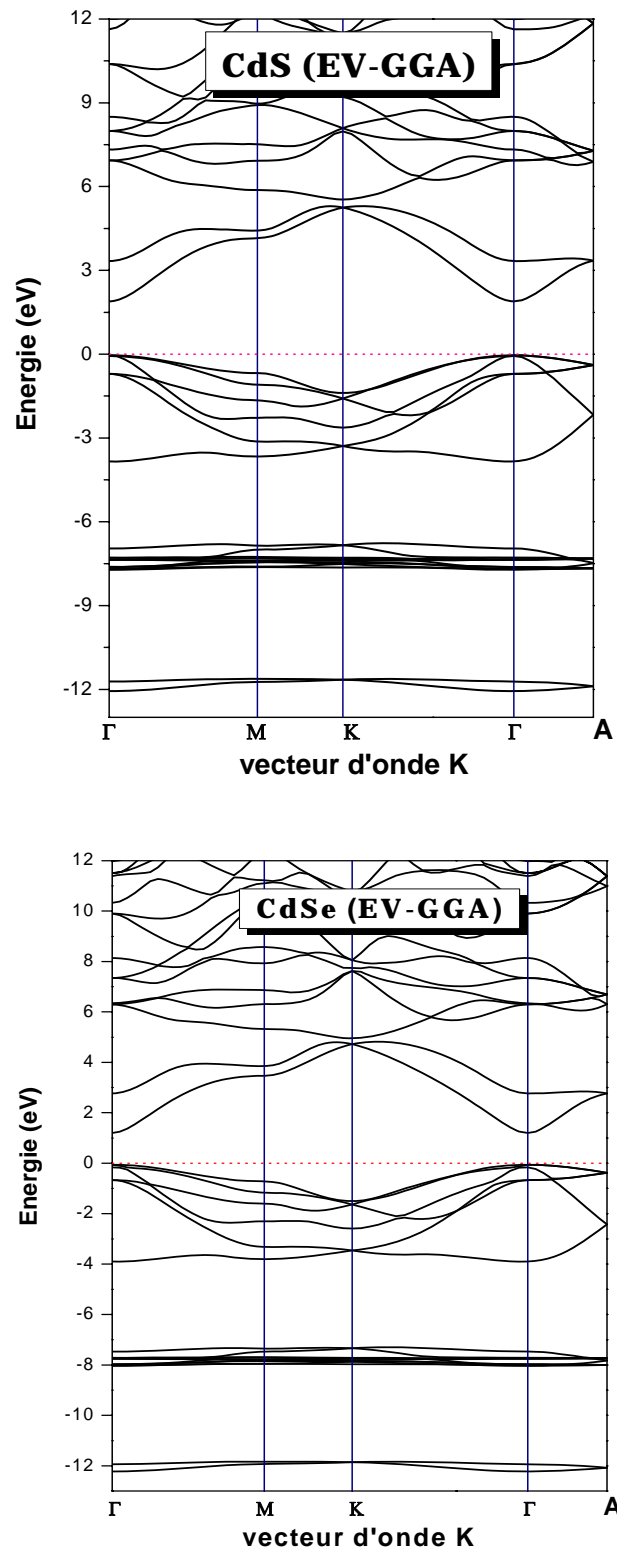 CdS (EV-GGA)
12
9
6
3
0
-3
-6
-9
-12
Energie (eV)
Γ M K Γ A
vecteur d'onde K
CdSe (EV-GGA)
12
10
8
6
4
2
0
-2
-4
-6
-8
-10
-12
Energie (eV)
Γ M K Γ A
vecteur d'onde K